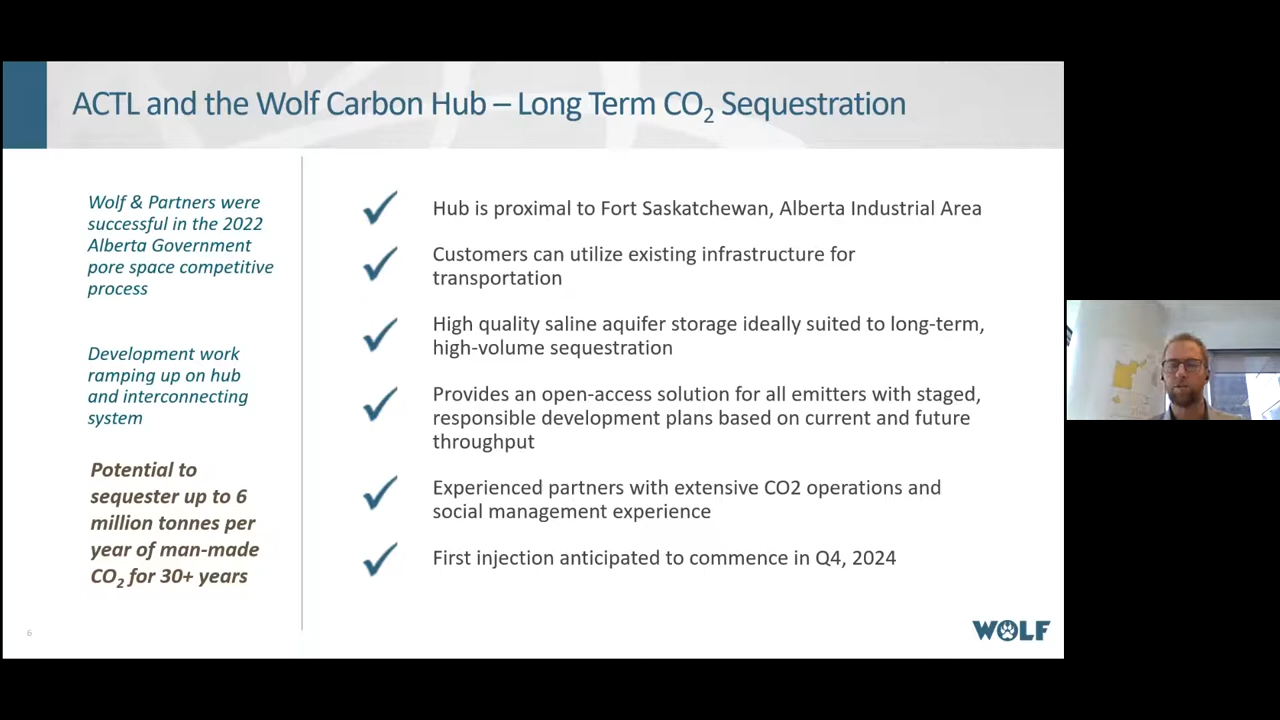 ACTL and the Wolf Carbon Hub – Long Term CO₂ Sequestration
Wolf & Partners were
successful in the 2022
Alberta Government
pore space competitive
process
Development work
ramping up on hub
and interconnecting
system
Potential to
sequester up to 6
million tonnes per
year of man-made
CO₂ for 30+ years
Hub is proximal to Fort Saskatchewan, Alberta Industrial Area
Customers can utilize existing infrastructure for
transportation
High quality saline aquifer storage ideally suited to long-term,
high-volume sequestration
Provides an open-access solution for all emitters with staged,
responsible development plans based on current and future
throughput
Experienced partners with extensive CO2 operations and
social management experience
First injection anticipated to commence in Q4, 2024
6
WOLF